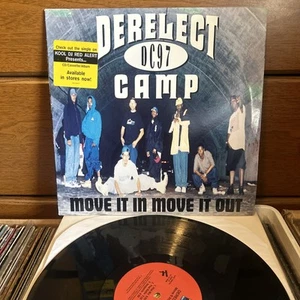 DERELECT
DC97
CAMP
Check out the single on
KOOL DJ RED ALERT
Presents...
Available
in stores now!
MOVE IT IN MOVE IT OUT